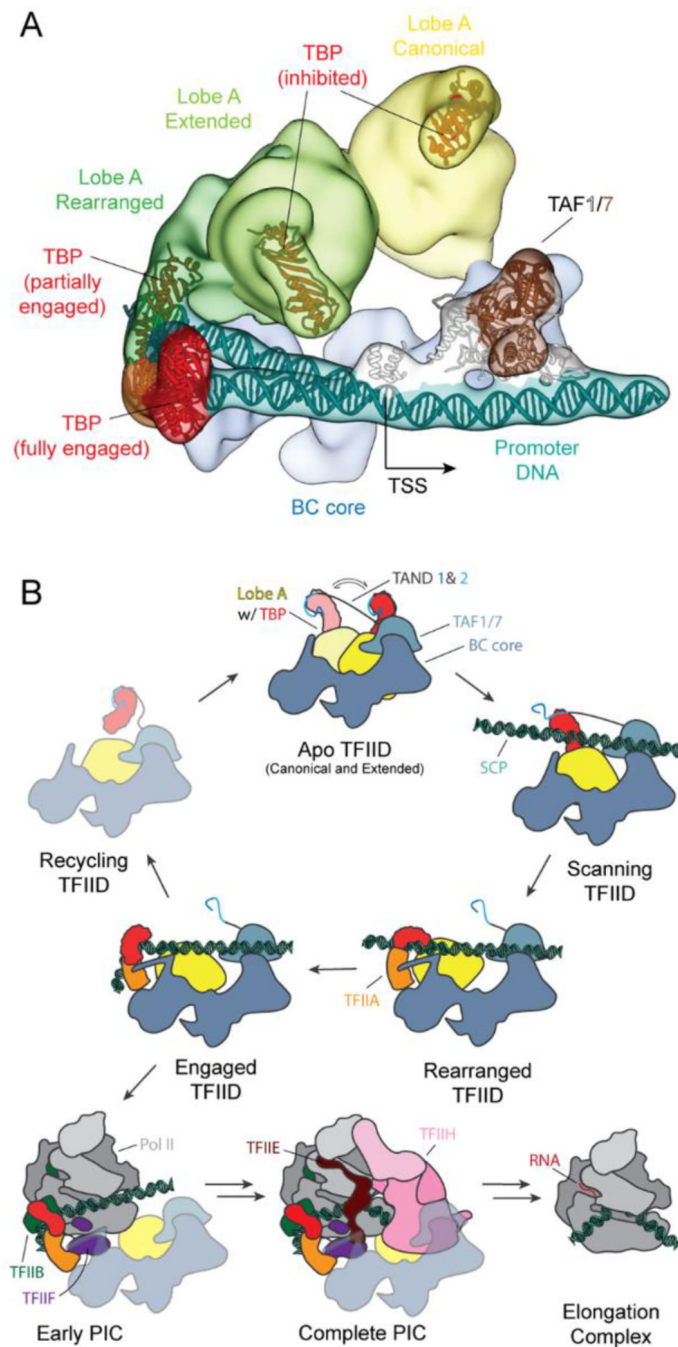 A
TBP
(inhibited)
Lobe A
Canonical
Lobe A
Extended
Lobe A
Rearranged
TAF1/7
TBP
(partially
engaged)
TBP
(fully engaged)
TSS
Promoter
DNA
BC core
B
Lobe A
w/ TBP
TAND 1& 2
TAF1/7
BC core
Apo TFIID
(Canonical and Extended)
SCP
Scanning
TFIID
Recycling
TFIID
TFIIA
Engaged
TFIID
Rearranged
TFIID
Pol II
TFIIB
TFIIF
Early PIC
TFIIE
TFIIH
Complete PIC
RNA
Elongation
Complex